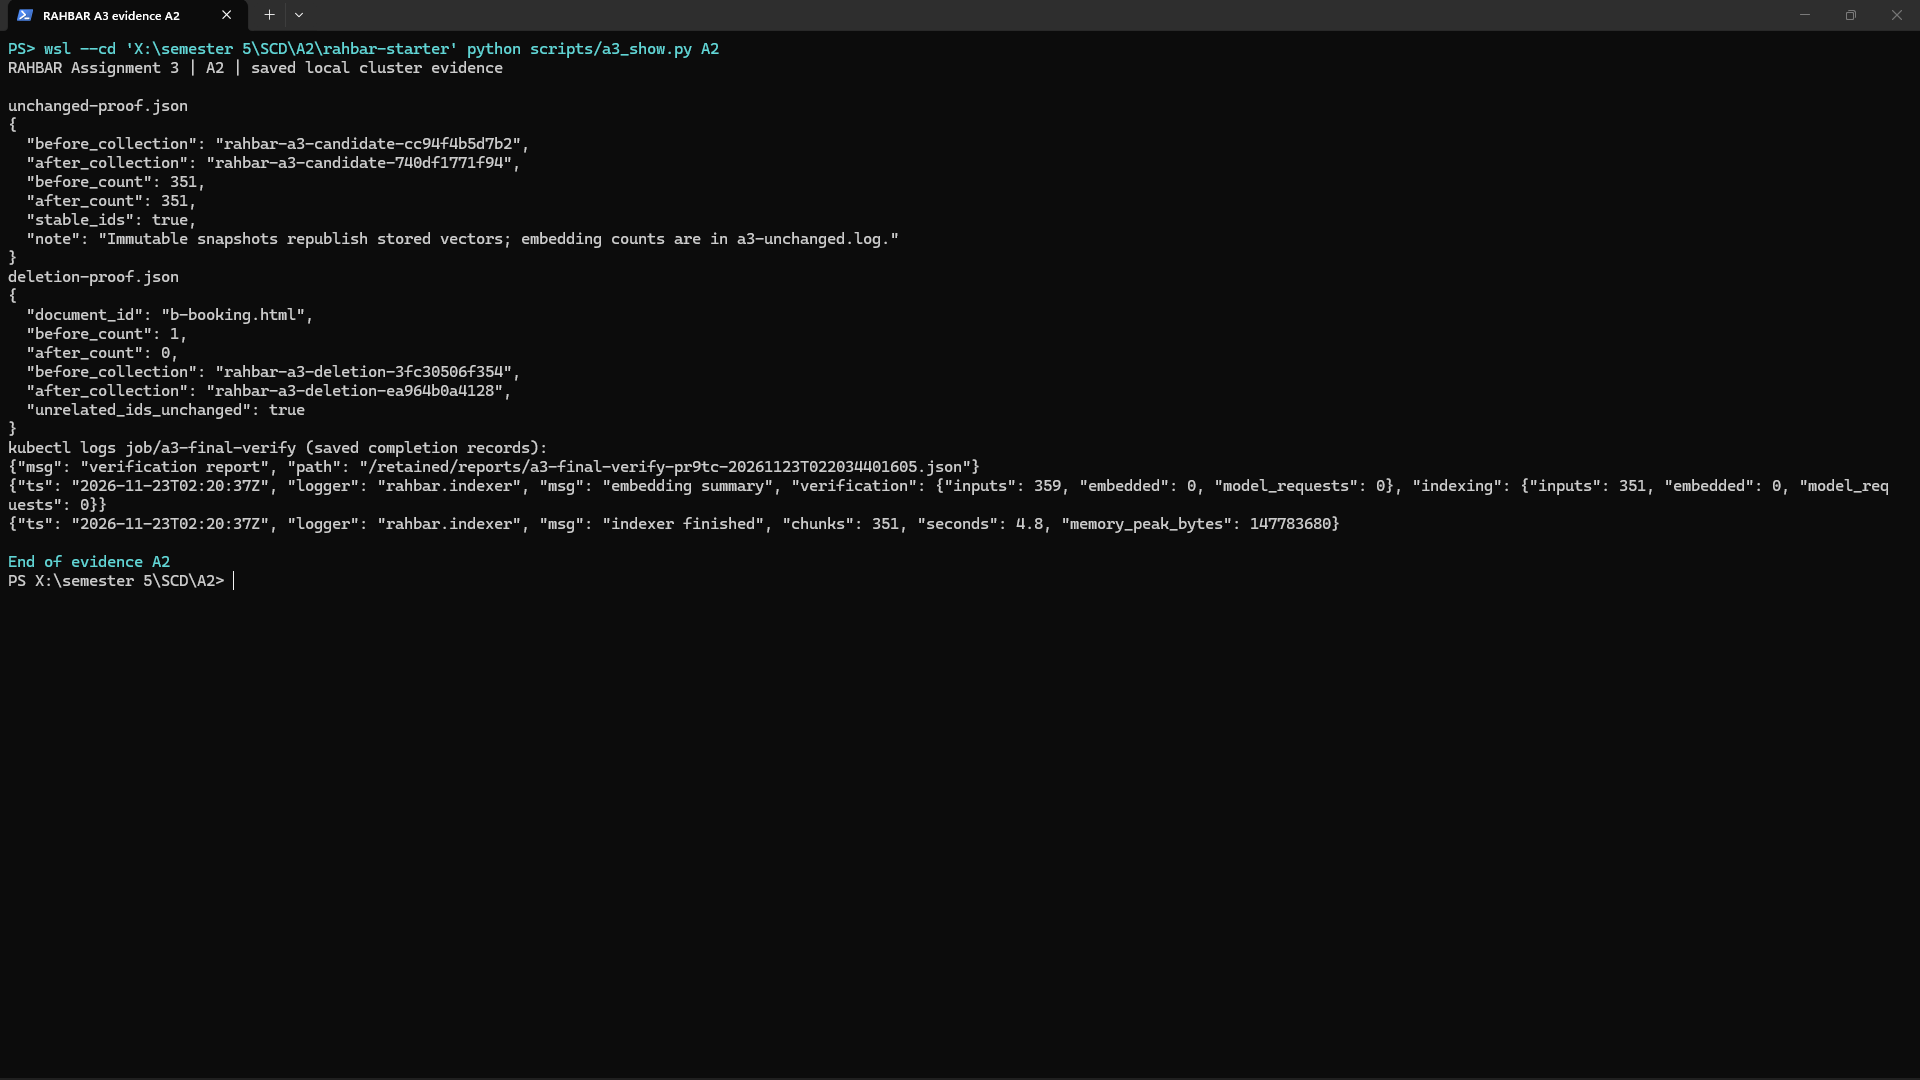 RAHBAR A3 evidence A2
PS> wsl --cd 'X:\semester 5\SCD\A2\rahbar-starter' python scripts/a3_show.py A2
RAHBAR Assignment 3 | A2 | saved local cluster evidence
unchanged-proof.json
{
  "before_collection": "rahbar-a3-candidate-cc94f4b5d7b2",
  "after_collection": "rahbar-a3-candidate-740df1771f94",
  "before_count": 351,
  "after_count": 351,
  "stable_ids": true,
  "note": "Immutable snapshots republish stored vectors; embedding counts are in a3-unchanged.log."
}
deletion-proof.json
{
  "document_id": "b-booking.html",
  "before_count": 1,
  "after_count": 0,
  "before_collection": "rahbar-a3-deletion-3fc30506f354",
  "after_collection": "rahbar-a3-deletion-ea964b0a4128",
  "unrelated_ids_unchanged": true
}
kubectl logs job/a3-final-verify (saved completion records):
{"msg": "verification report", "path": "/retained/reports/a3-final-verify-pr9tc-20261123T022034401605.json"}
{"ts": "2026-11-23T02:20:37Z", "logger": "rahbar.indexer", "msg": "embedding summary", "verification": {"inputs": 359, "embedded": 0, "model_requests": 0}, "indexing": {"inputs": 351, "embedded": 0, "model_req
uests": 0}}
{"ts": "2026-11-23T02:20:37Z", "logger": "rahbar.indexer", "msg": "indexer finished", "chunks": 351, "seconds": 4.8, "memory_peak_bytes": 147783680}
End of evidence A2
PS X:\semester 5\SCD\A2>